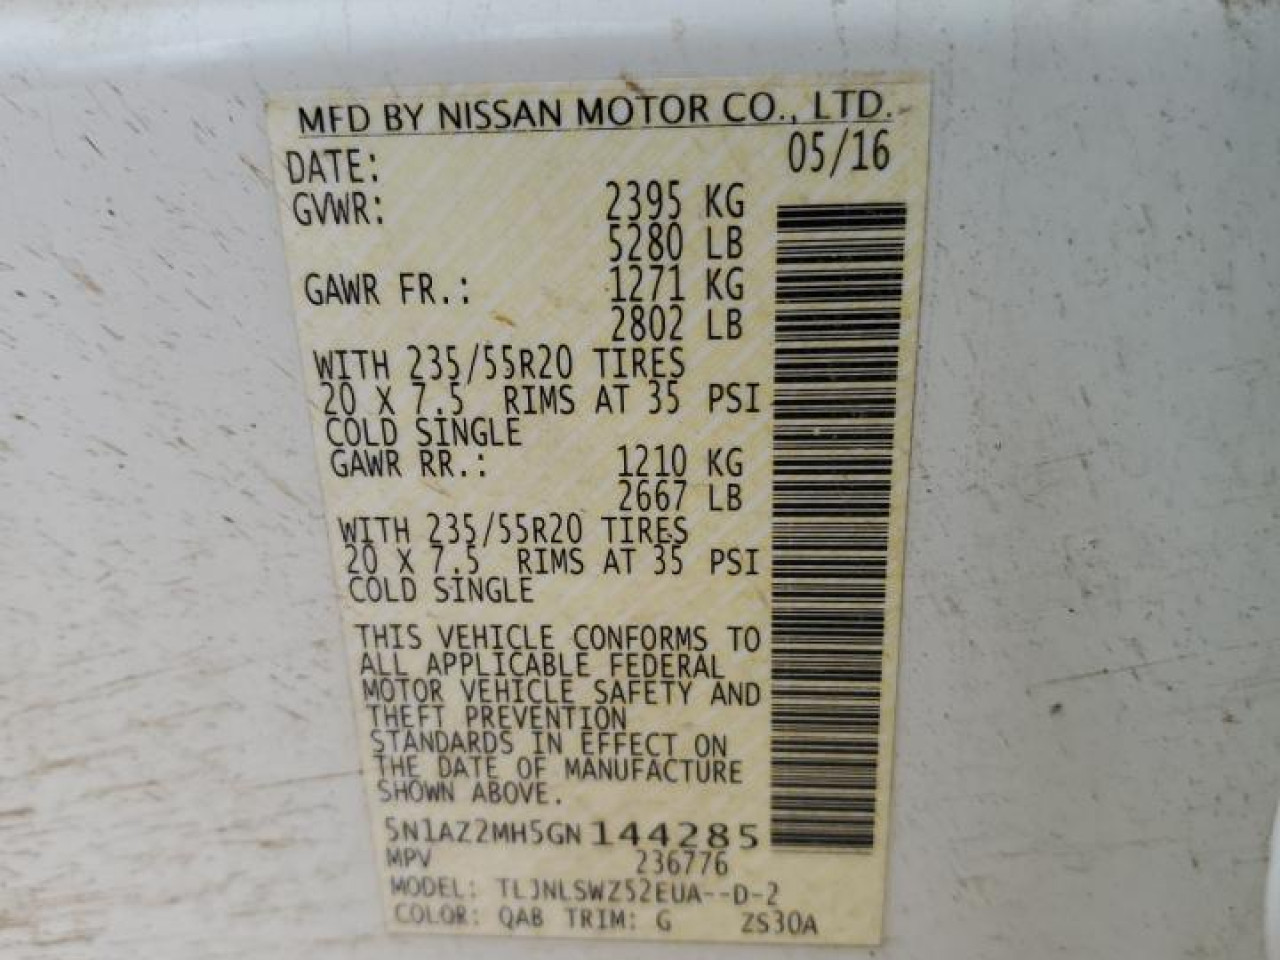 MFD BY NISSAN MOTOR CO., LTD.
DATE: 05/16
GVWR: 2395 KG
5280 LB
GAWR FR.: 1271 KG
2802 LB
WITH 235/55R20 TIRES
20 X 7.5 RIMS AT 35 PSI
COLD SINGLE
GAWR RR.: 1210 KG
2667 LB
WITH 235/55R20 TIRES
20 X 7.5 RIMS AT 35 PSI
COLD SINGLE
THIS VEHICLE CONFORMS TO
ALL APPLICABLE FEDERAL
MOTOR VEHICLE SAFETY AND
THEFT PREVENTION
STANDARDS IN EFFECT ON
THE DATE OF MANUFACTURE
SHOWN ABOVE.
5N1AZ2MH5GN144285
MPV 236776
MODEL: TLJNLSWZ52EUA--D-2
COLOR: QAB TRIM: G ZS30A